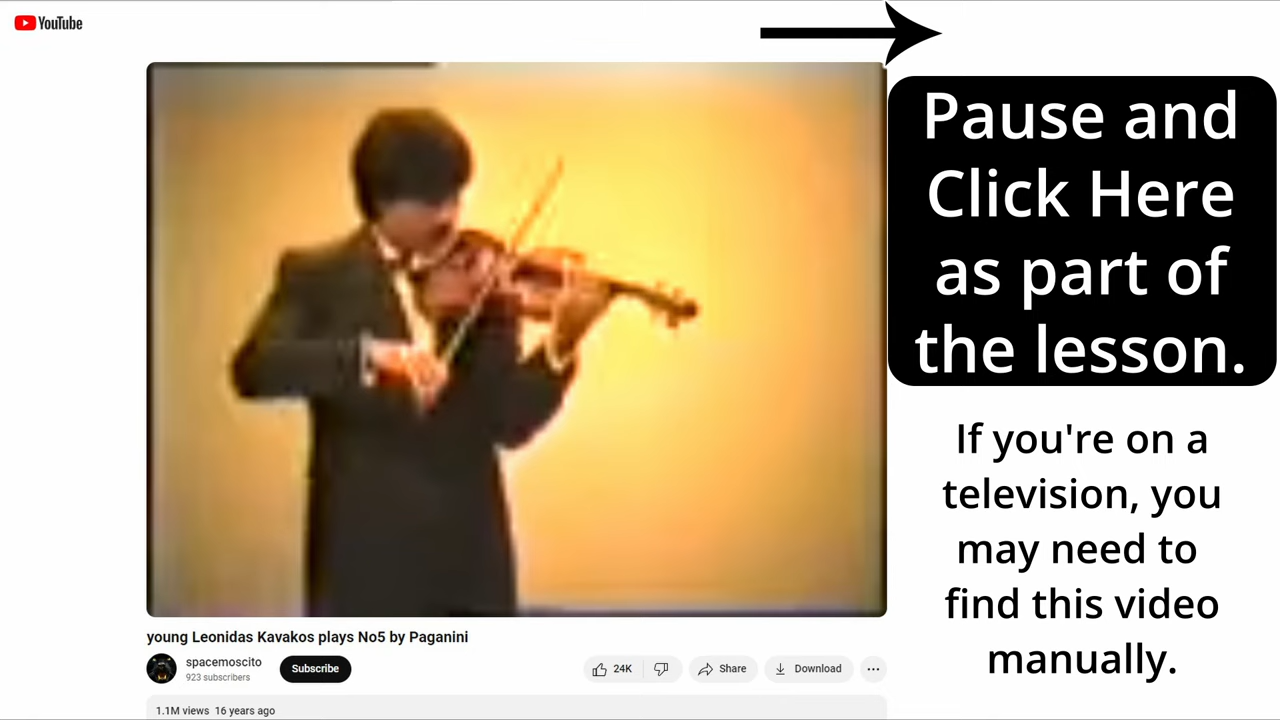 YouTube
Pause and
Click Here
as part of
the lesson.
If you're on a
television, you
may need to
find this video
manually.
young Leonidas Kavakos plays No5 by Paganini
spacemoscito
923 subscribers
Subscribe
24K
Share
Download
1.1M views 16 years ago